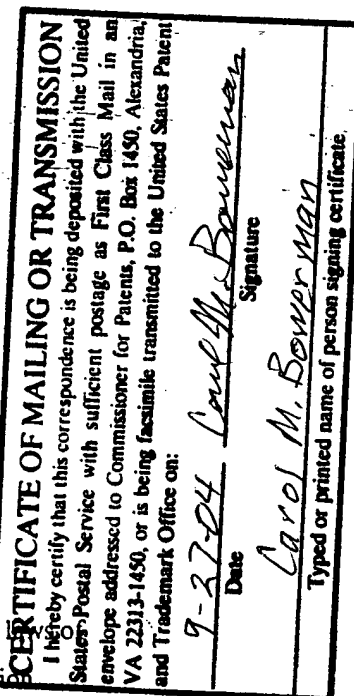 CERTIFICATE OF MAILING OR TRANSMISSION
I hereby certify that this correspondence is being deposited with the United
States Postal Service with sufficient postage as First Class Mail in an
envelope addressed to Commissioner for Patents, P.O. Box 1450, Alexandria,
VA 22313-1450, or is being facsimile transmitted to the United States Patent
and Trademark Office on:
9-27-04 Carol M. Bowerman
Date Signature
Carol M. Bowerman
Typed or printed name of person signing certificate